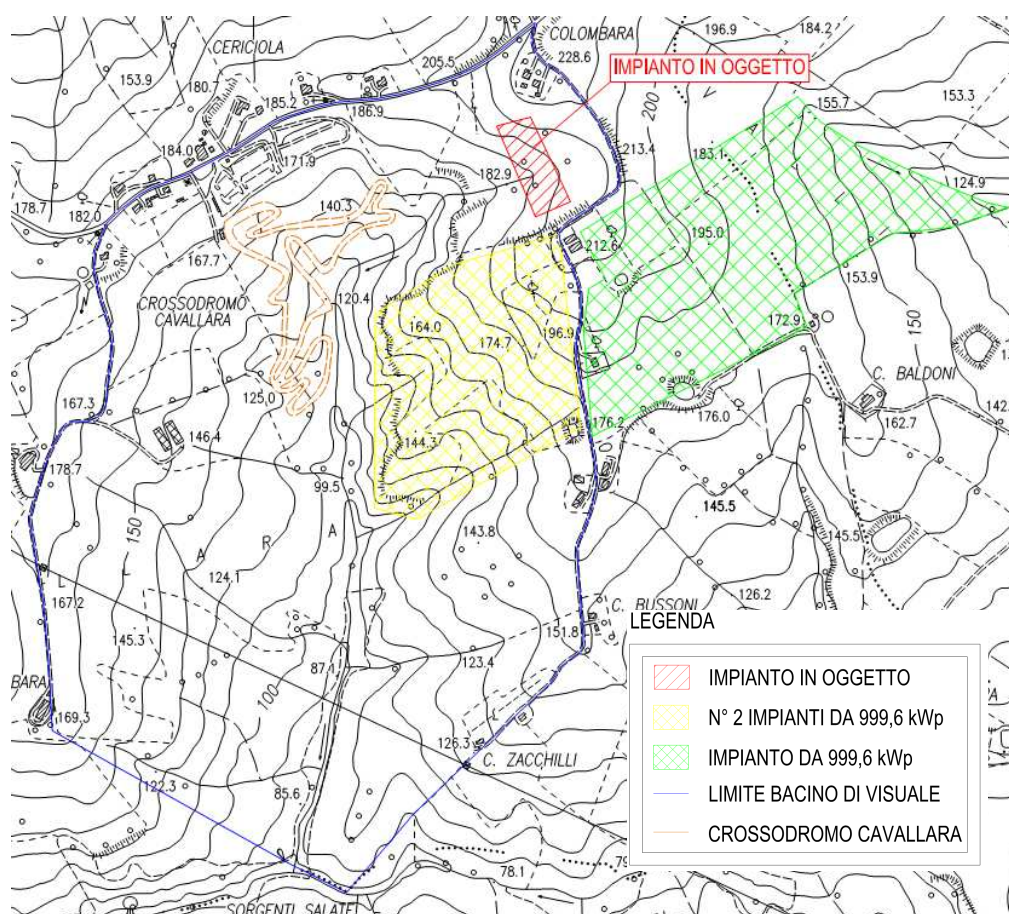 CERICIOLA
COLOMBARA
196.9
184.2
205.5
228.6
IMPIANTO IN OGGETTO
153.9
180.
185.2
186.9
200
V
155.7
153.3
184.0
171.9
213.4
183.1
A
182.9
124.9
178.7
182.0
140.3
195.0
167.7
212.6
153.9
CROSSODROMO
CAVALLARA
120.4
164.0
174.7
196.9
172.9
150
125.0
C. BALDONI
167.3
176.2
176.0
162.7
142.
146.4
144.3
178.7
99.5
145.5
150
143.8
145.5
A R A
L L
124.1
126.2
167.2
C. BUSSONI
145.3
151.8
LEGENDA
BARA
87.1
123.4
100
IMPIANTO IN OGGETTO
169.3
N° 2 IMPIANTI DA 999,6 kWp
126.3
C. ZACCHILLI
IMPIANTO DA 999,6 kWp
122.3
85.6
LIMITE BACINO DI VISUALE
CROSSODROMO CAVALLARA
78.1
79
SORGENTI SALATE